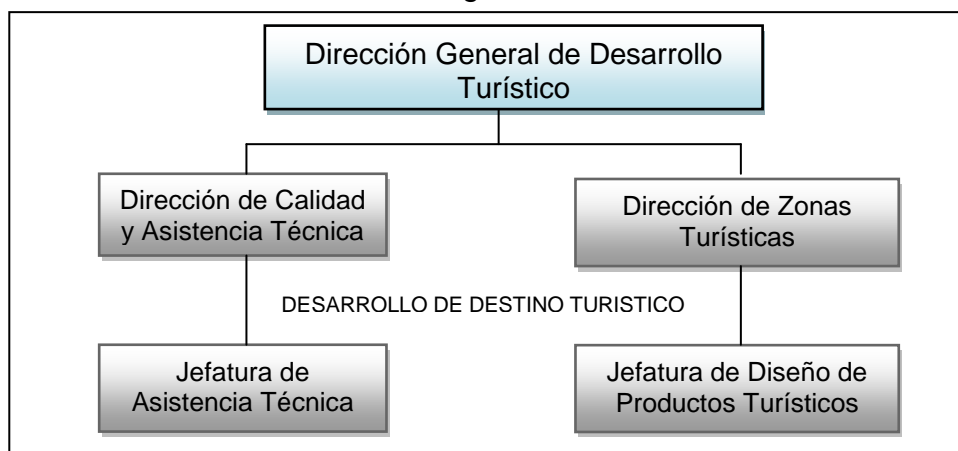 Dirección General de Desarrollo
Turístico
Dirección de Calidad
y Asistencia Técnica
Dirección de Zonas
Turísticas
DESARROLLO DE DESTINO TURISTICO
Jefatura de
Asistencia Técnica
Jefatura de Diseño de
Productos Turísticos